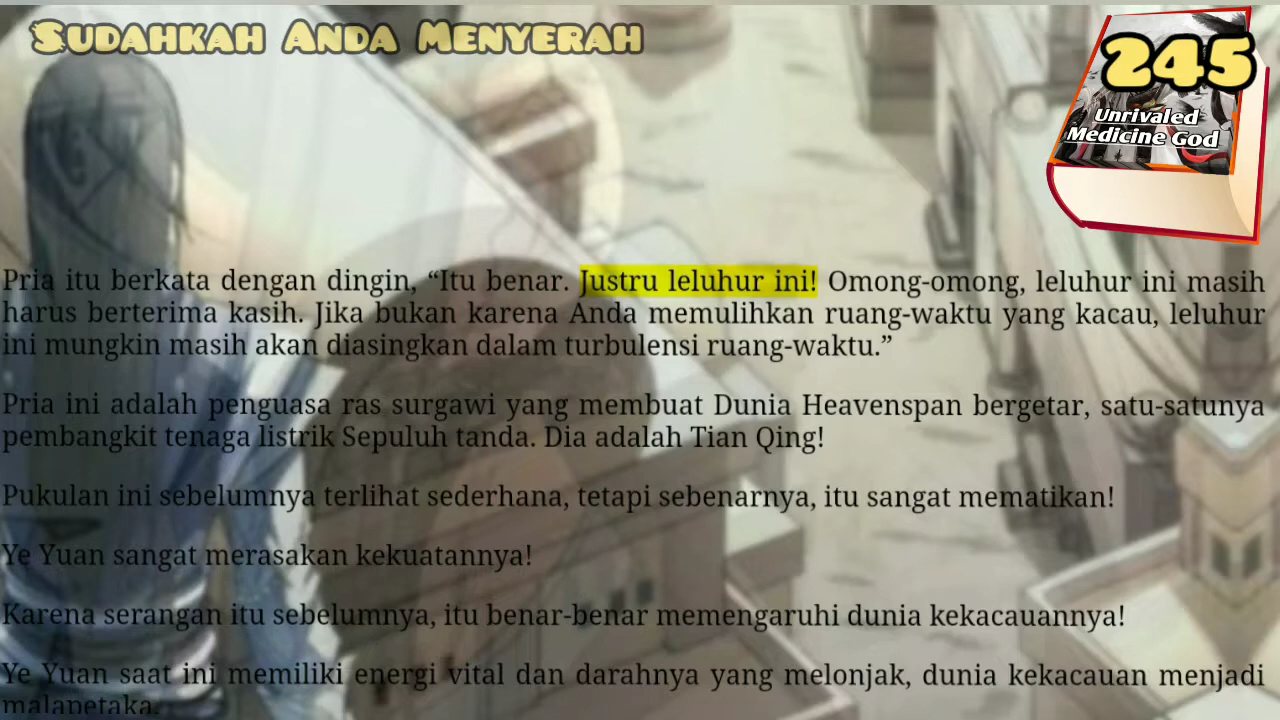 Sudahkah Anda Menyerah
245
Unrivaled
Medicine God
Pria itu berkata dengan dingin, “Itu benar. Justru leluhur ini! Omong-omong, leluhur ini masih
harus berterima kasih. Jika bukan karena Anda memulihkan ruang-waktu yang kacau, leluhur
ini mungkin masih akan diasingkan dalam turbulensi ruang-waktu.”
Pria ini adalah penguasa ras surgawi yang membuat Dunia Heavenspan bergetar, satu-satunya
pembangkit tenaga listrik Sepuluh tanda. Dia adalah Tian Qing!
Pukulan ini sebelumnya terlihat sederhana, tetapi sebenarnya, itu sangat mematikan!
Ye Yuan sangat merasakan kekuatannya!
Karena serangan itu sebelumnya, itu benar-benar memengaruhi dunia kekacauannya!
Ye Yuan saat ini memiliki energi vital dan darahnya yang melonjak, dunia kekacauan menjadi
malapetaka.